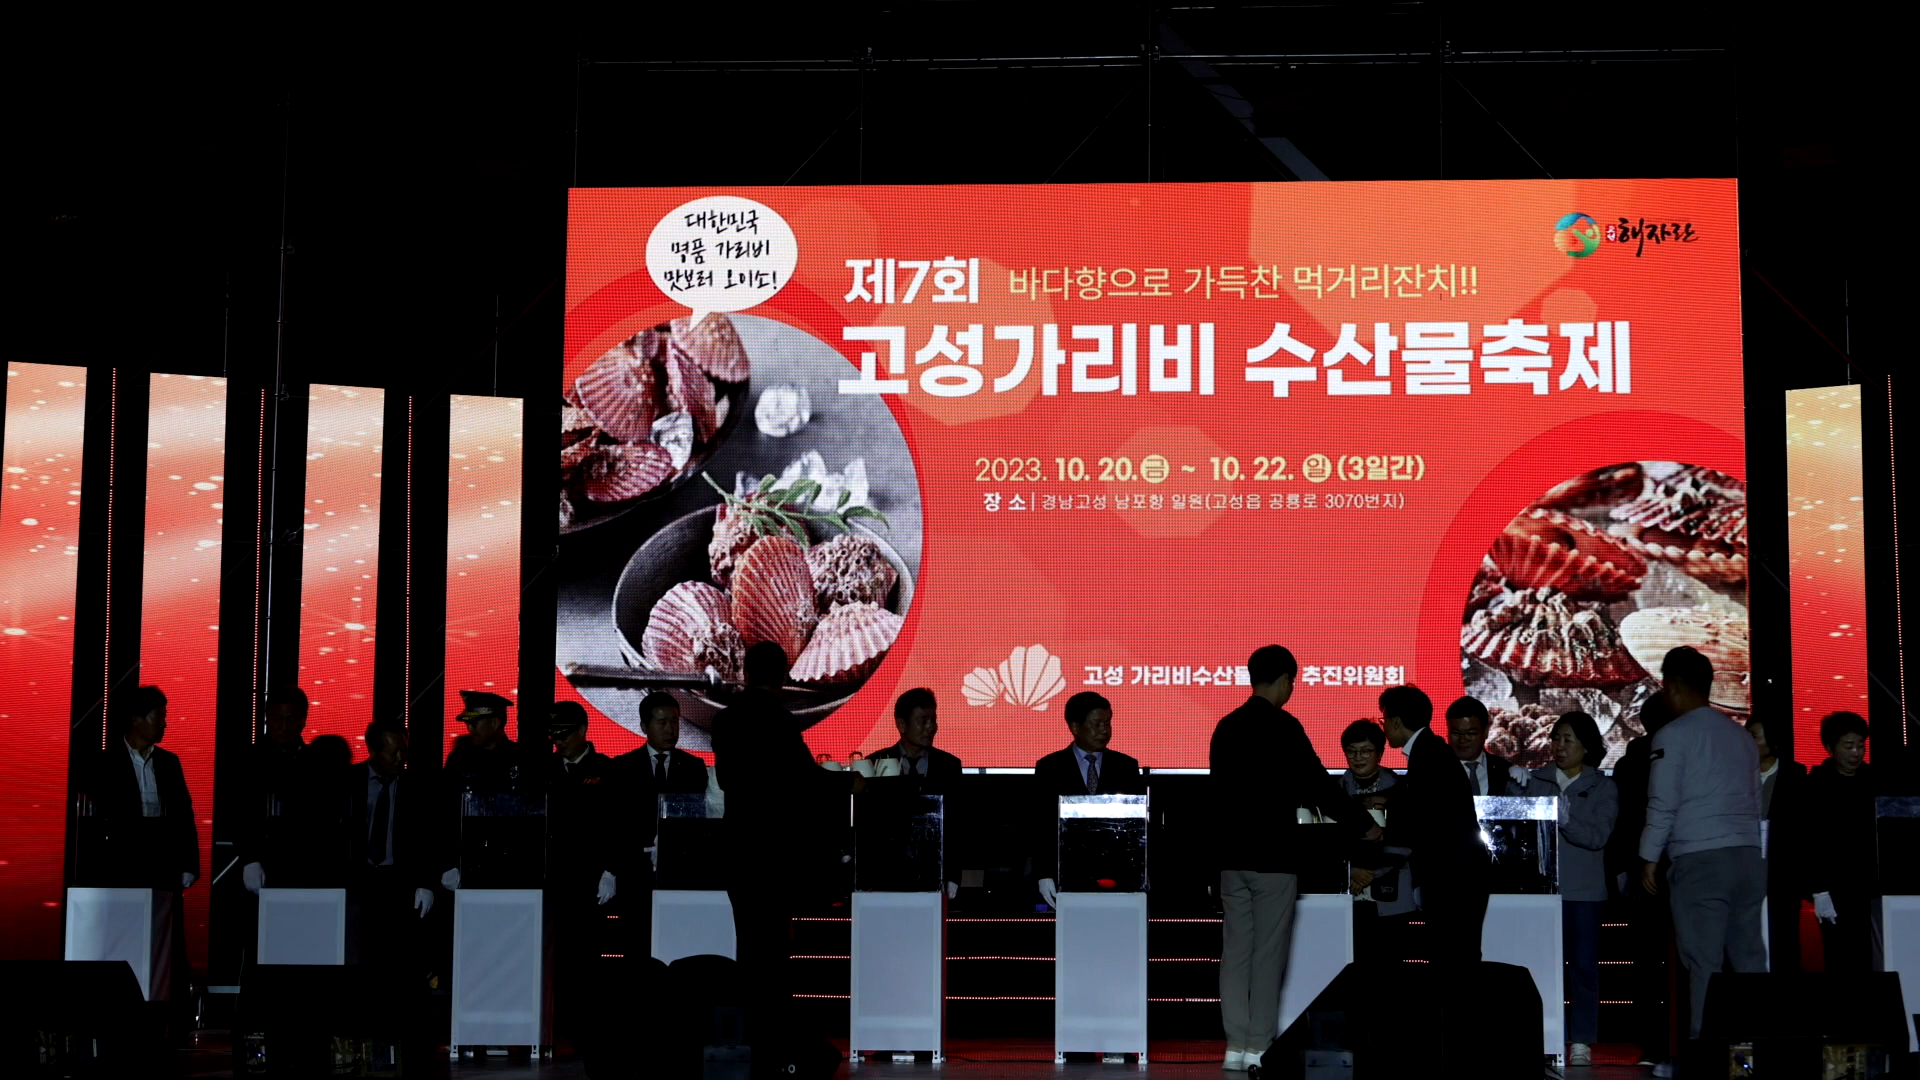 대한민국
명품 가리비
맛보러 오이소!
고성 해자란
제7회 바다향으로 가득찬 먹거리잔치!!
고성가리비 수산물축제
2023. 10. 20. 금 ~ 10. 22. 일 (3일간)
장 소 | 경남고성 남포항 일원(고성읍 공룡로 3070번지)
고성 가리비수산물 추진위원회